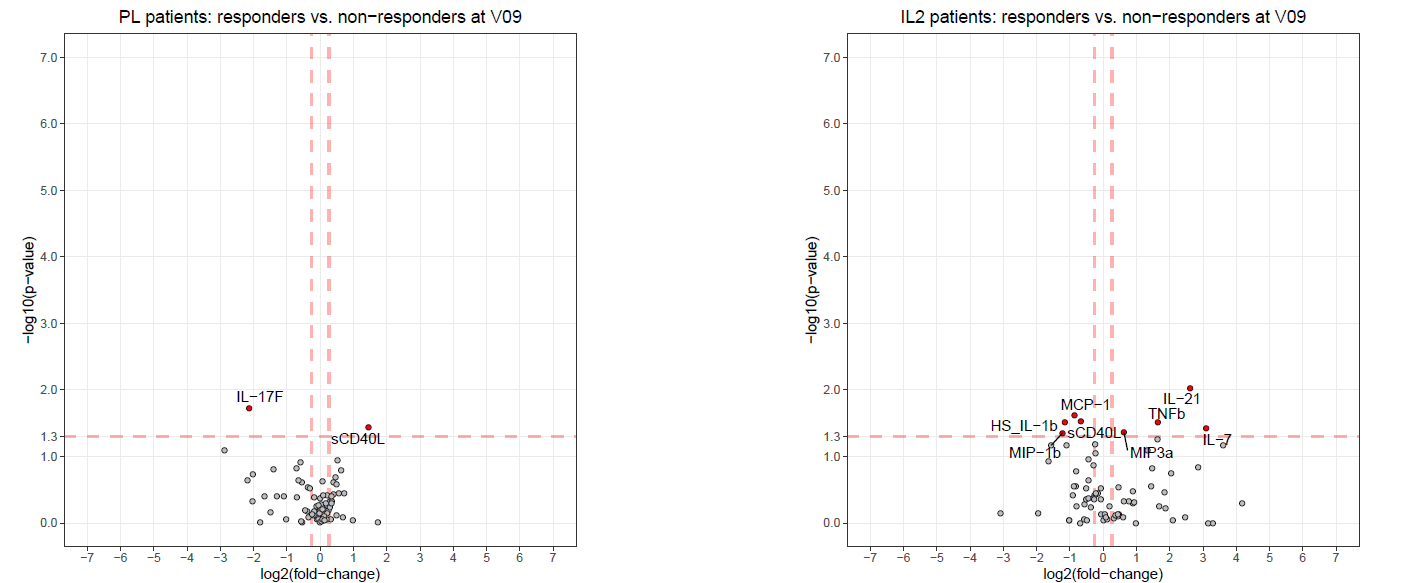 PL patients: responders vs. non−responders at V09
7.0
6.0
5.0
4.0
3.0
2.0
1.3
1.0
0.0
−log10(p−value)
IL−17F
sCD40L
−7 −6 −5 −4 −3 −2 −1 0 1 2 3 4 5 6 7
log2(fold−change)
IL2 patients: responders vs. non−responders at V09
7.0
6.0
5.0
4.0
3.0
2.0
1.3
1.0
0.0
−log10(p−value)
IL−21
MCP−1
TNFb
HS_IL−1b
sCD40L
IL−7
MIP−1b
MIP3a
−7 −6 −5 −4 −3 −2 −1 0 1 2 3 4 5 6 7
log2(fold−change)